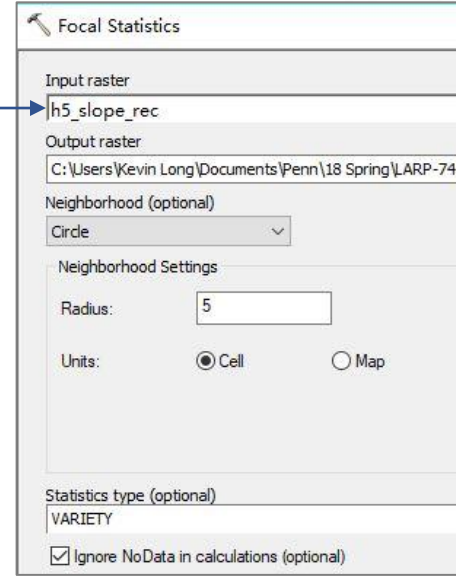 Focal Statistics
Input raster
h5_slope_rec
Output raster
C:\Users\Kevin Long\Documents\Penn\18 Spring\LARP-74
Neighborhood (optional)
Circle
Neighborhood Settings
Radius: 5
Units: Cell Map
Statistics type (optional)
VARIETY
Ignore NoData in calculations (optional)